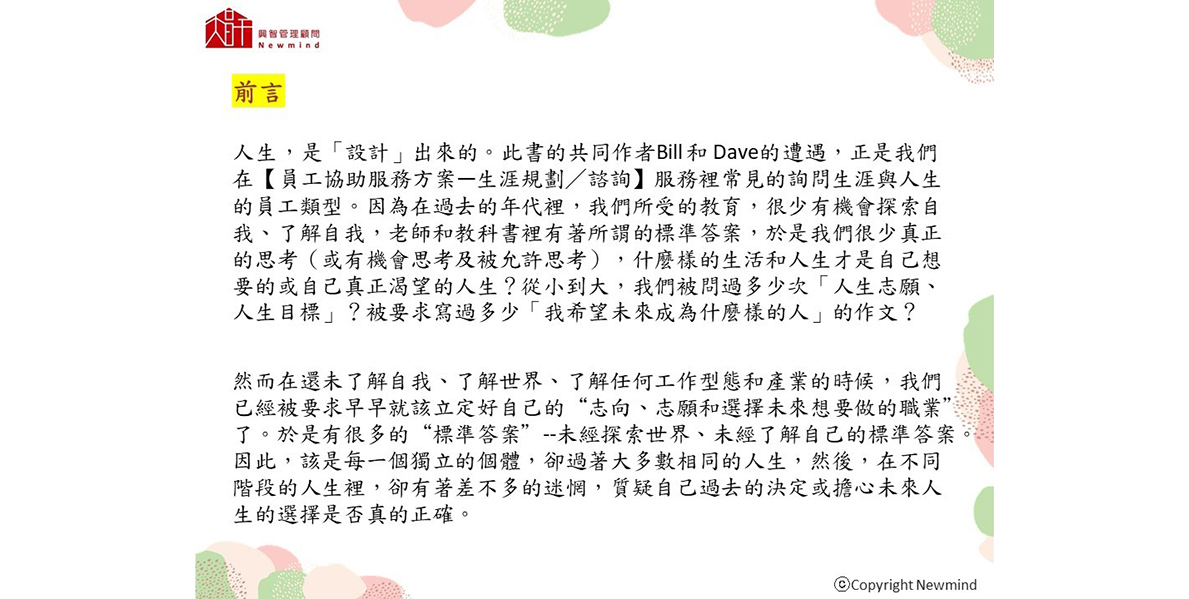 興智管理顧問
Newmind
前言
人生，是「設計」出來的。此書的共同作者Bill和 Dave的遭遇，正是我們
在【員工協助服務方案—生涯規劃／諮詢】服務裡常見的詢問生涯與人生
的員工類型。因為在過去的年代裡，我們所受的教育，很少有機會探索自
我、了解自我，老師和教科書裡有著所謂的標準答案，於是我們很少真正
的思考（或有機會思考及被允許思考），什麼樣的生活和人生才是自己想
要的或自己真正渴望的人生？從小到大，我們被問過多少次「人生志願、
人生目標」？被要求寫過多少「我希望未來成為什麼樣的人」的作文？
然而在還未了解自我、了解世界、了解任何工作型態和產業的時候，我們
已經被要求早早就該立定好自己的“志向、志願和選擇未來想要做的職業”
了。於是有很多的“標準答案”--未經探索世界、未經了解自己的標準答案。
因此，該是每一個獨立的個體，卻過著大多數相同的人生，然後，在不同
階段的人生裡，卻有著差不多的迷惘，質疑自己過去的決定或擔心未來人
生的選擇是否真的正確。
©Copyright Newmind